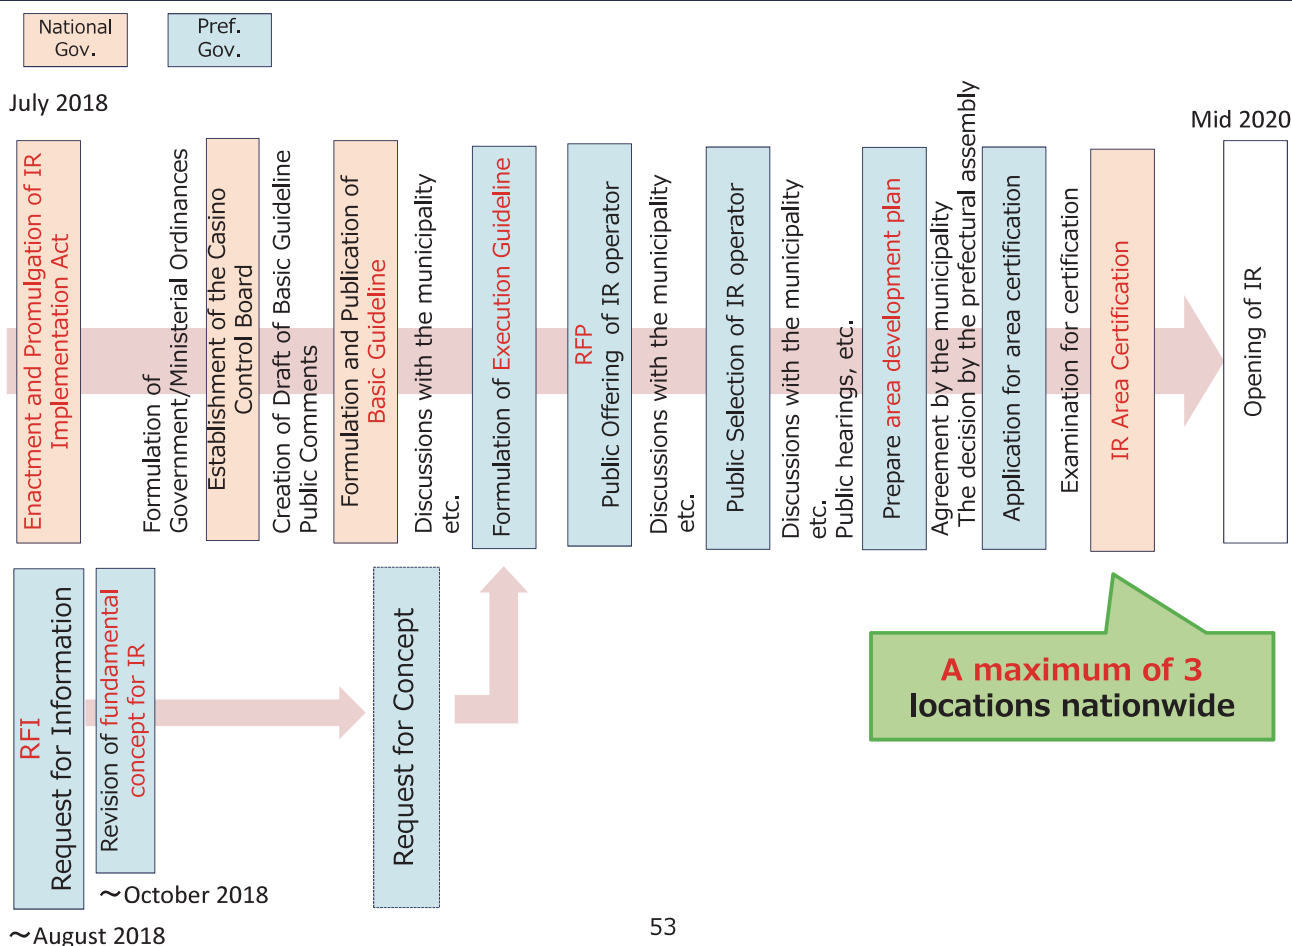 National
Gov.
Pref.
Gov.
July 2018
Mid 2020
Enactment and Promulgation of IR
Implementation Act
Formulation of
Government/Ministerial Ordinances
Establishment of the Casino
Control Board
Creation of Draft of Basic Guideline
Public Comments
Formulation and Publication of
Basic Guideline
Discussions with the municipality
etc.
Formulation of Execution Guideline
RFP
Public Offering of IR operator
Discussions with the municipality
etc.
Public Selection of IR operator
Discussions with the municipality
etc.
Public hearings, etc.
Prepare area development plan
Agreement by the municipality
The decision by the prefectural assembly
Application for area certification
Examination for certification
IR Area Certification
Opening of IR
RFI
Request for Information
Revision of fundamental
concept for IR
Request for Concept
A maximum of 3
locations nationwide
～October 2018
～August 2018
53